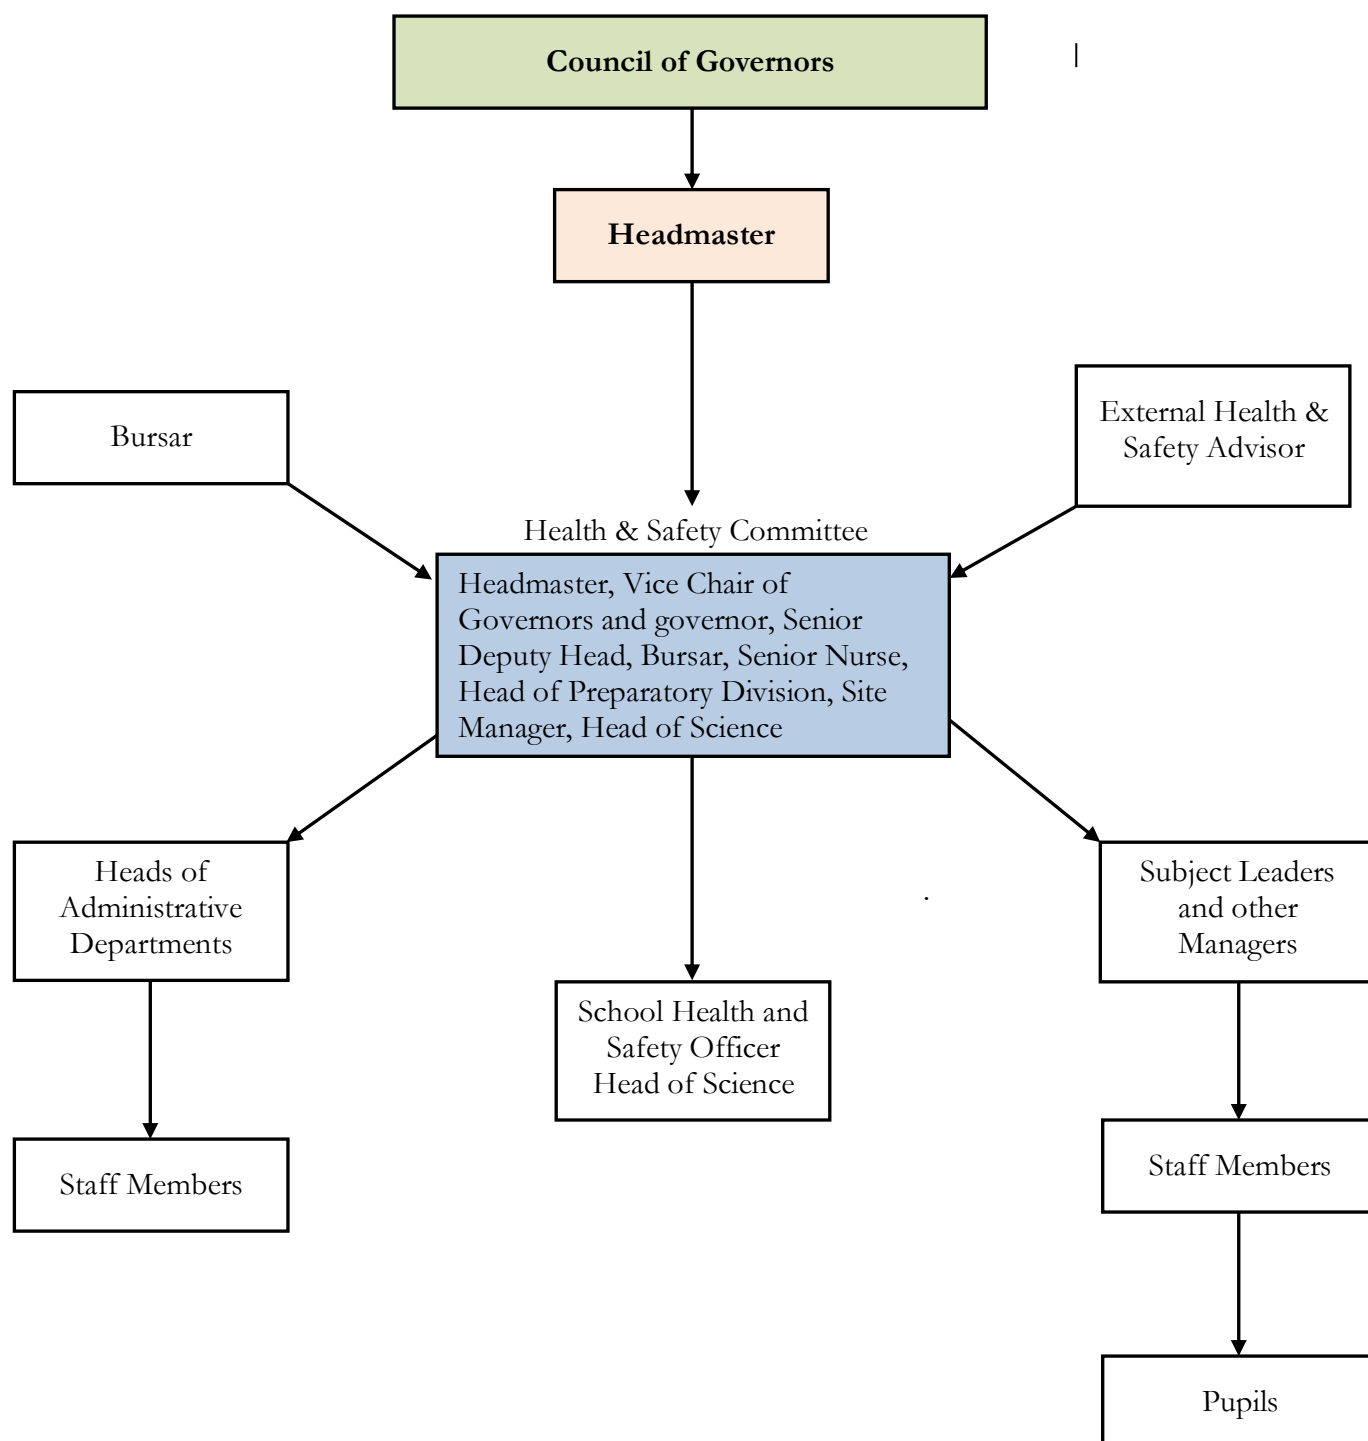 Council of Governors
|
Headmaster
Bursar
External Health &
Safety Advisor
Health & Safety Committee
Headmaster, Vice Chair of
Governors and governor, Senior
Deputy Head, Bursar, Senior Nurse,
Head of Preparatory Division, Site
Manager, Head of Science
Heads of
Administrative
Departments
Subject Leaders
and other
Managers
.
School Health and
Safety Officer
Head of Science
Staff Members
Staff Members
Pupils